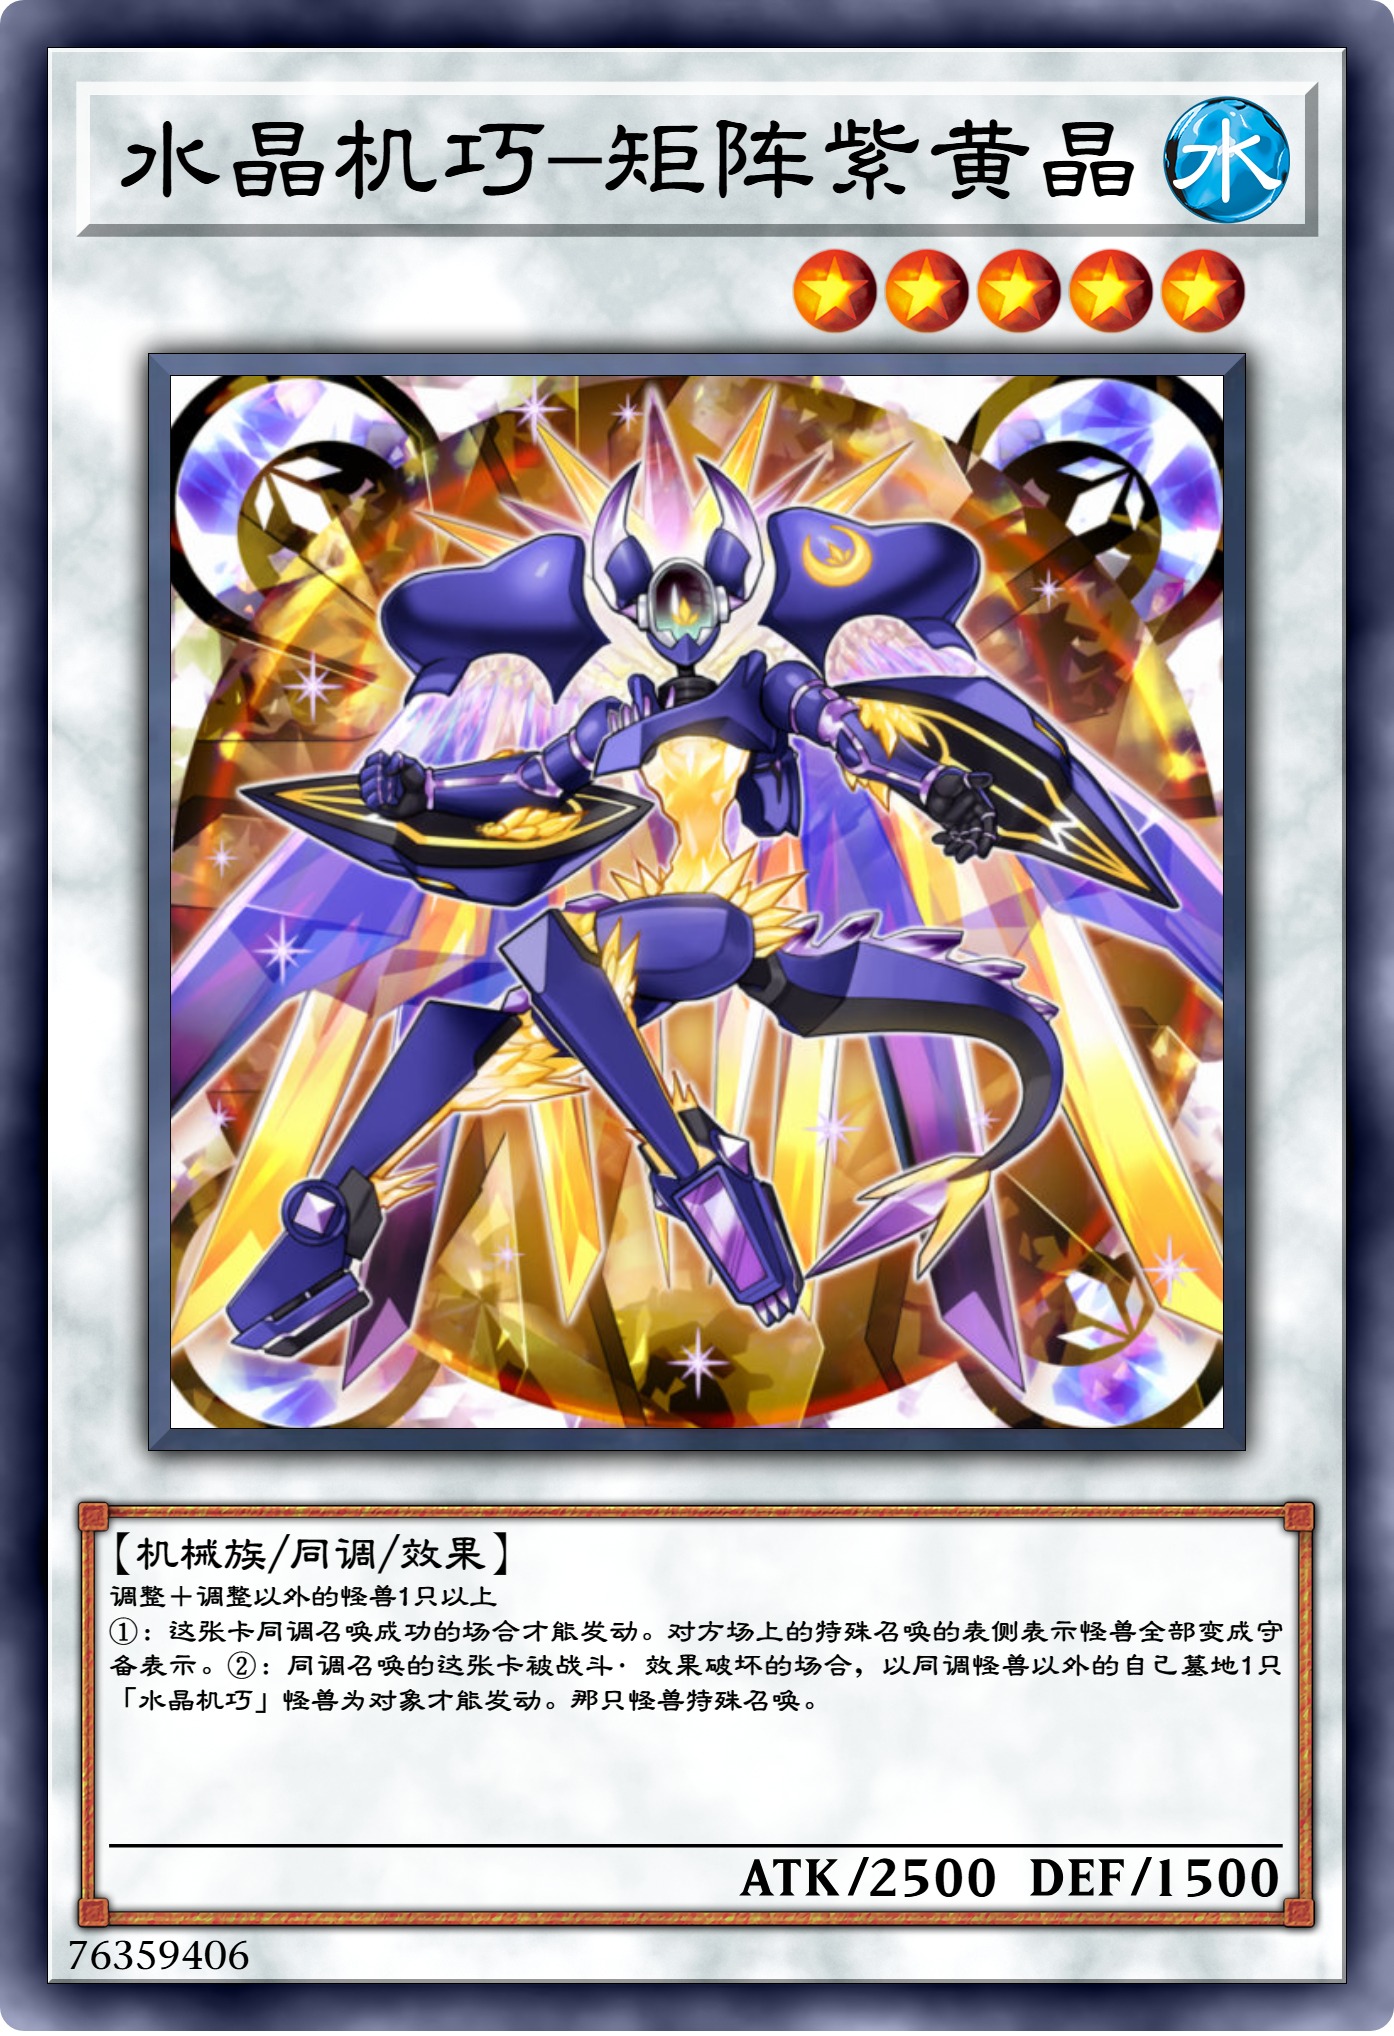 水晶机巧-矩阵紫黄晶
水
【机械族/同调/效果】
调整＋调整以外的怪兽1只以上
①：这张卡同调召唤成功的场合才能发动。对方场上的特殊召唤的表侧表示怪兽全部变成守
备表示。②：同调召唤的这张卡被战斗·效果破坏的场合，以同调怪兽以外的自己墓地1只
「水晶机巧」怪兽为对象才能发动。那只怪兽特殊召唤。
ATK/2500 DEF/1500
76359406